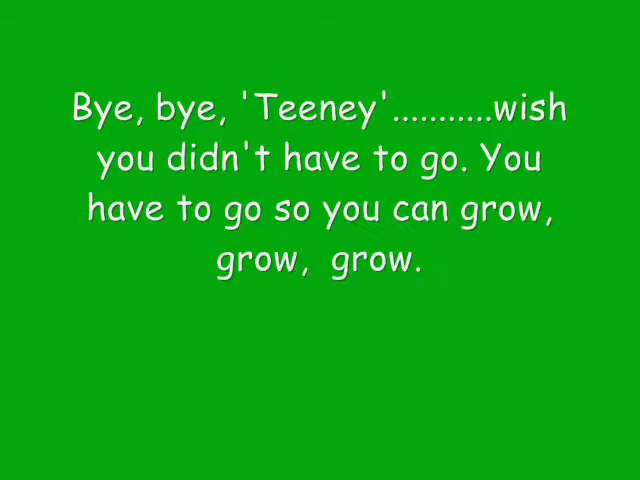 Bye, bye, 'Teeney'...........wish
you didn't have to go. You
have to go so you can grow,
grow,  grow.